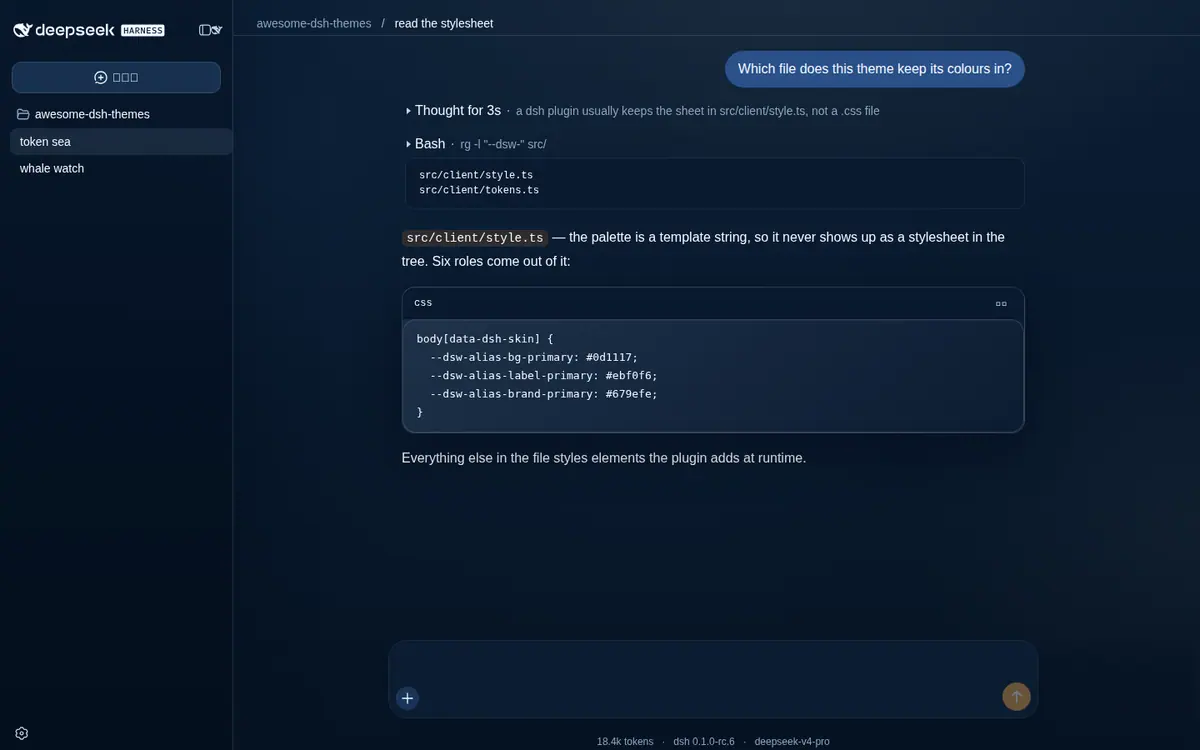 deepseek HARNESS
awesome-dsh-themes
token sea
whale watch
awesome-dsh-themes / read the stylesheet
Which file does this theme keep its colours in?
Thought for 3s · a dsh plugin usually keeps the sheet in src/client/style.ts, not a .css file
Bash · rg -l "--dsw-" src/
src/client/style.ts
src/client/tokens.ts
src/client/style.ts — the palette is a template string, so it never shows up as a stylesheet in the
tree. Six roles come out of it:
css
body[data-dsh-skin] {
--dsw-alias-bg-primary: #0d1117;
--dsw-alias-label-primary: #ebf0f6;
--dsw-alias-brand-primary: #679efe;
}
Everything else in the file styles elements the plugin adds at runtime.
18.4k tokens · dsh 0.1.0-rc.6 · deepseek-v4-pro